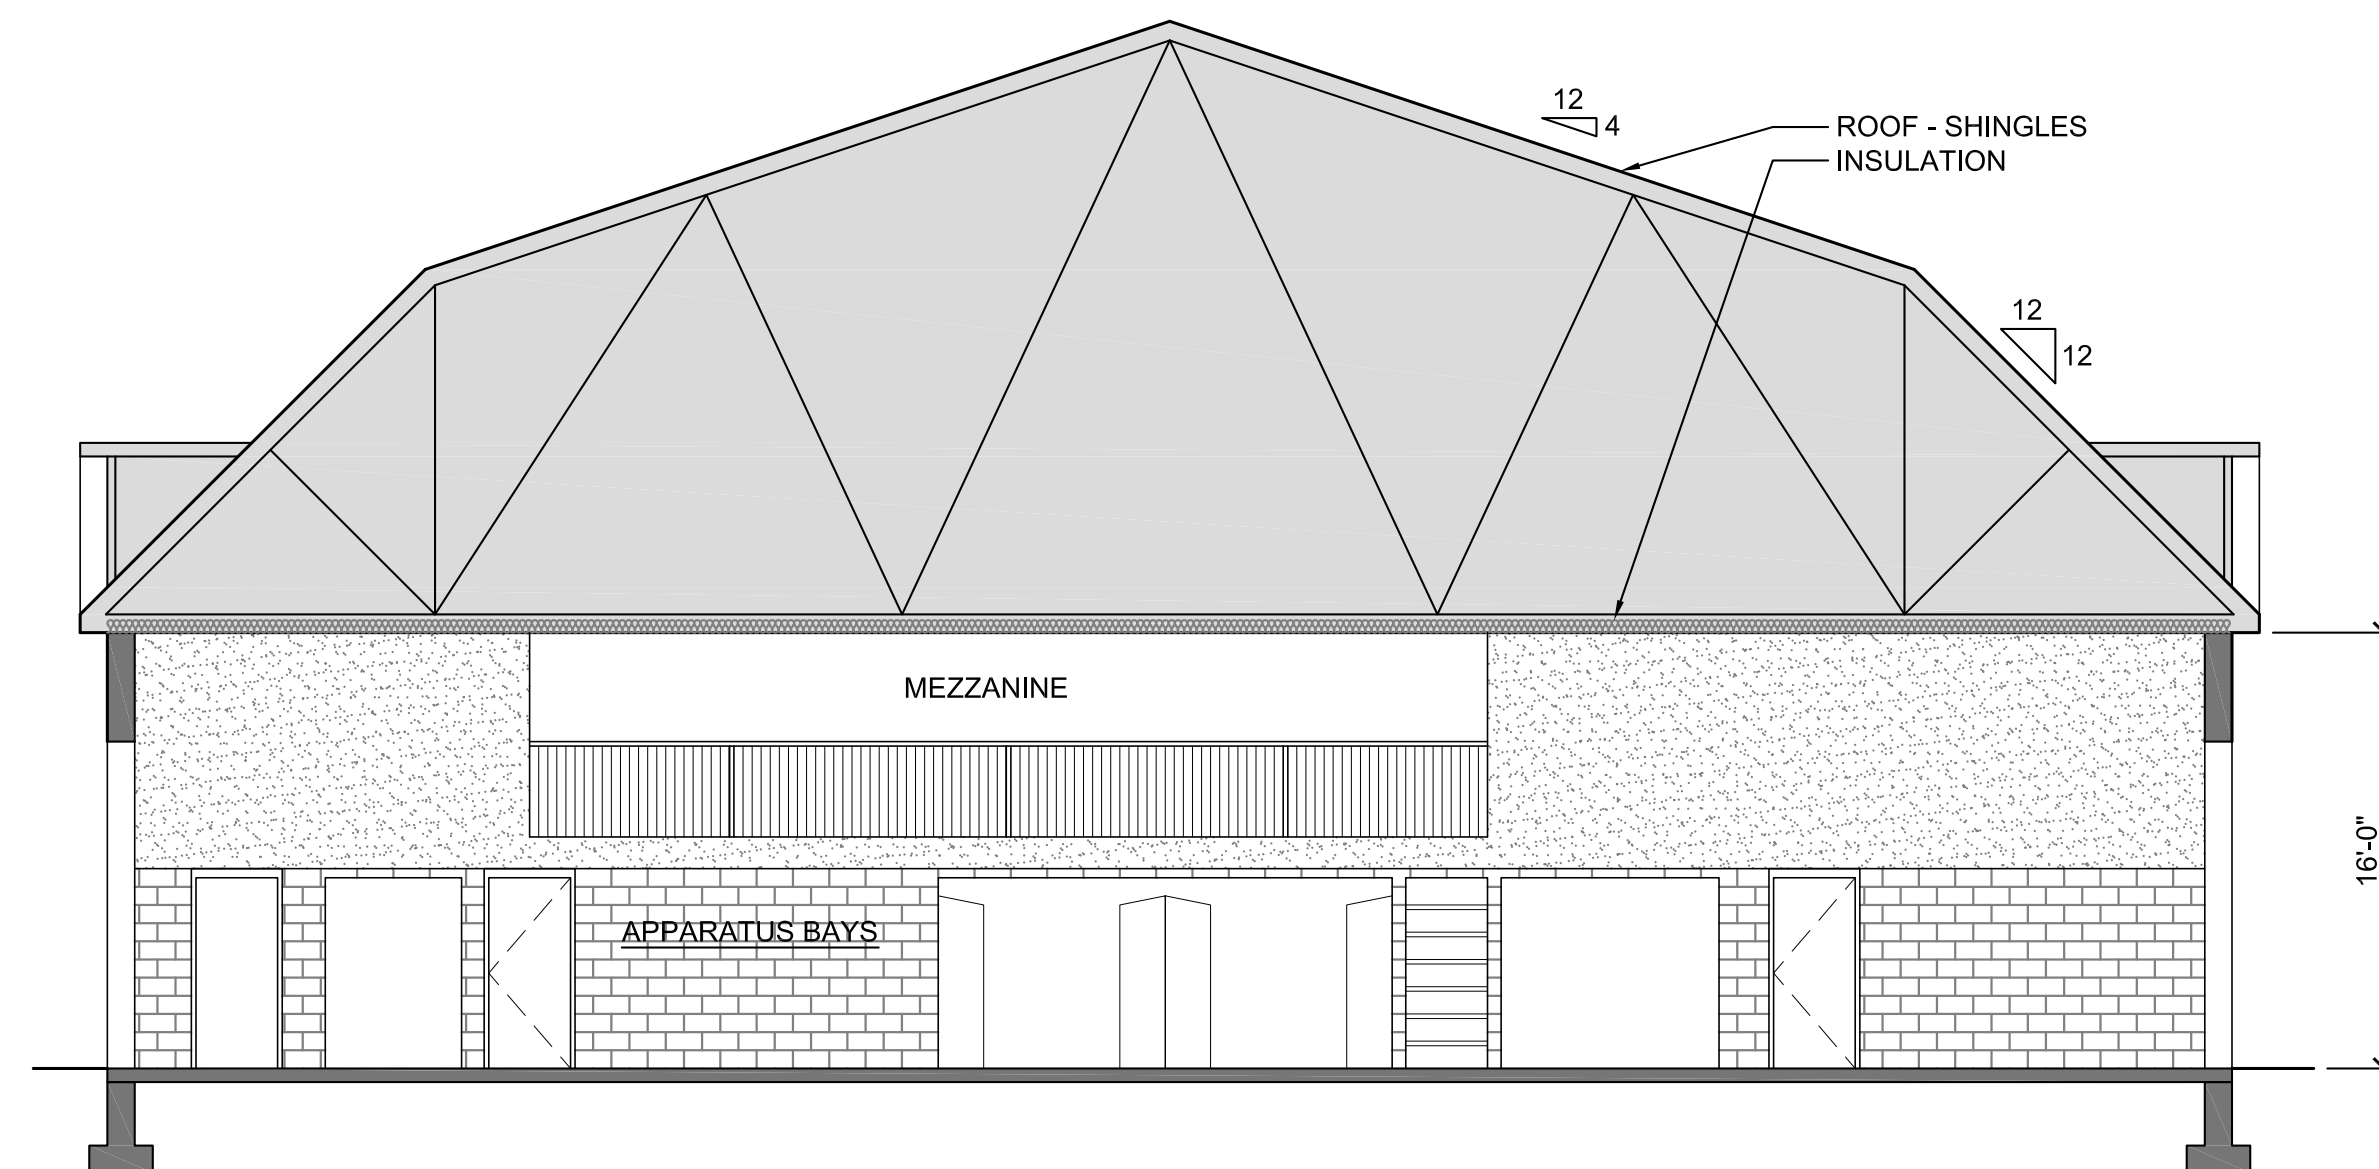 12
4
ROOF - SHINGLES
INSULATION
12
12
MEZZANINE
16'-0"
APPARATUS BAYS